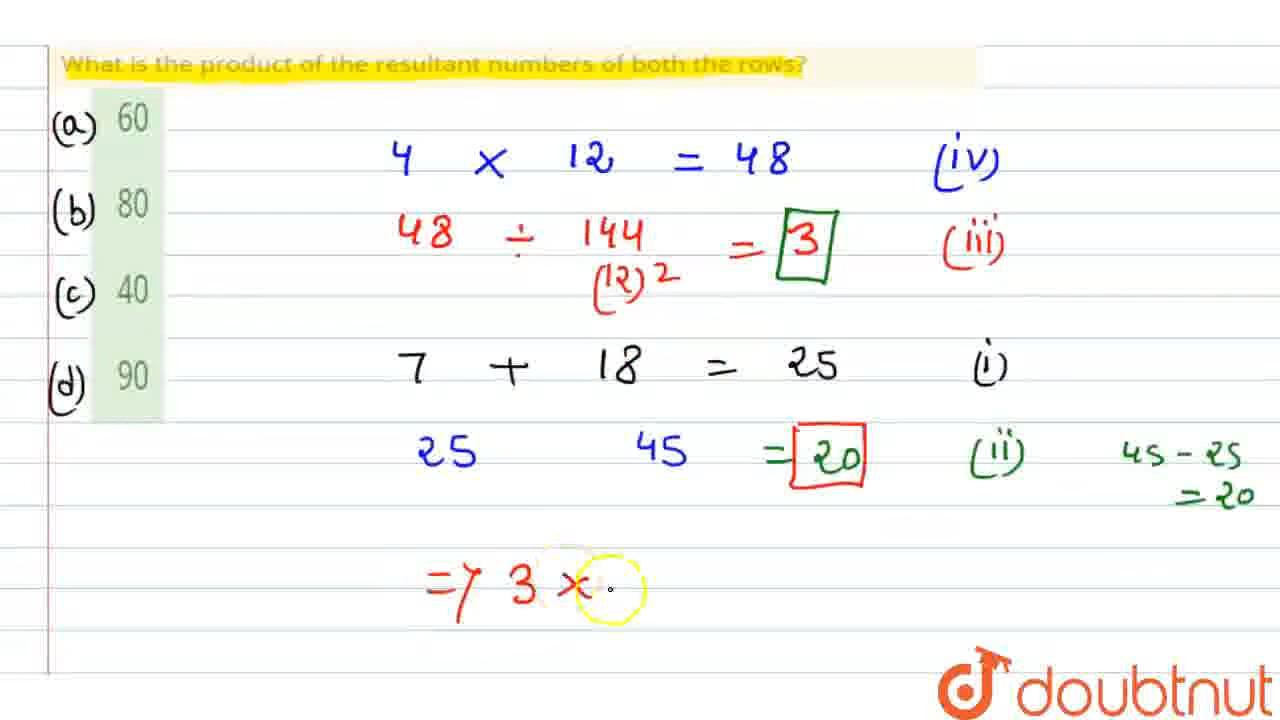 What is the product of the resultant numbers of both the rows?
(a) 60
4 × 12 = 48 (iv)
(b) 80
48 ÷ 144 = 3 (iii)
(12)²
(c) 40
7 + 18 = 25 (i)
(d) 90
25 45 = 20 (ii) 45 - 25
= 20
=> 3 ×
doubtnut